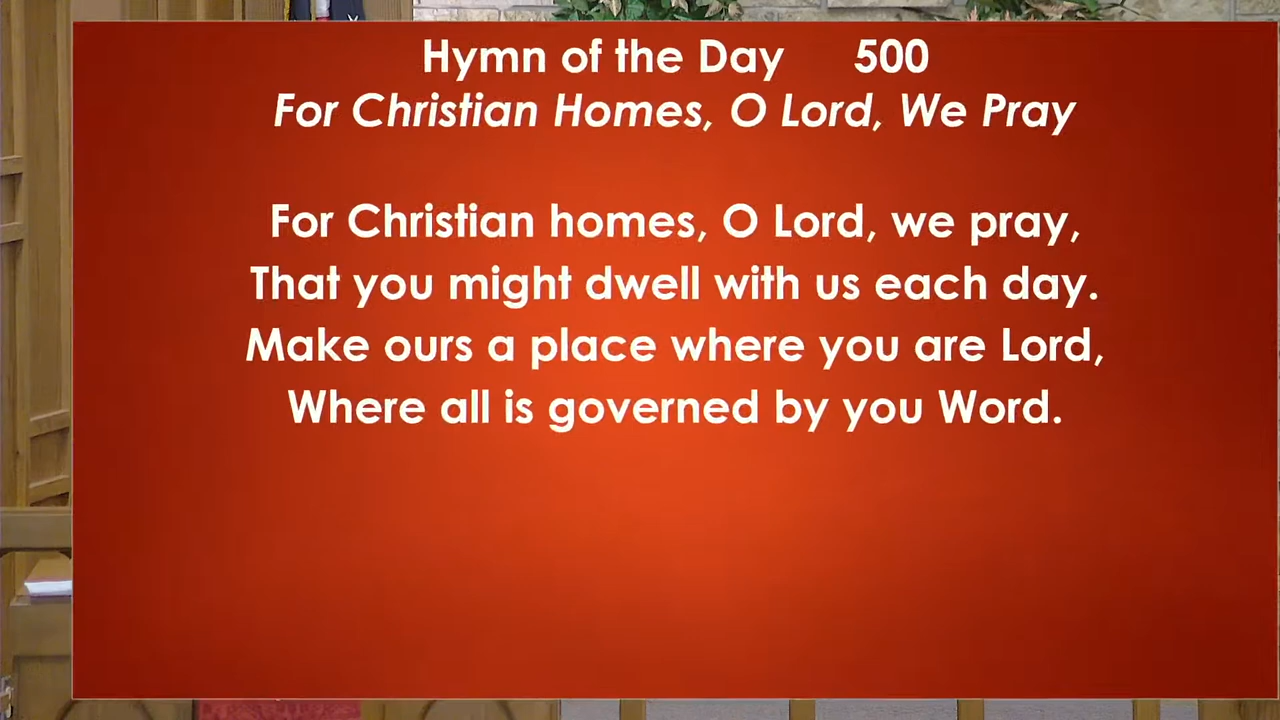 Hymn of the Day 500
For Christian Homes, O Lord, We Pray
For Christian homes, O Lord, we pray,
That you might dwell with us each day.
Make ours a place where you are Lord,
Where all is governed by you Word.